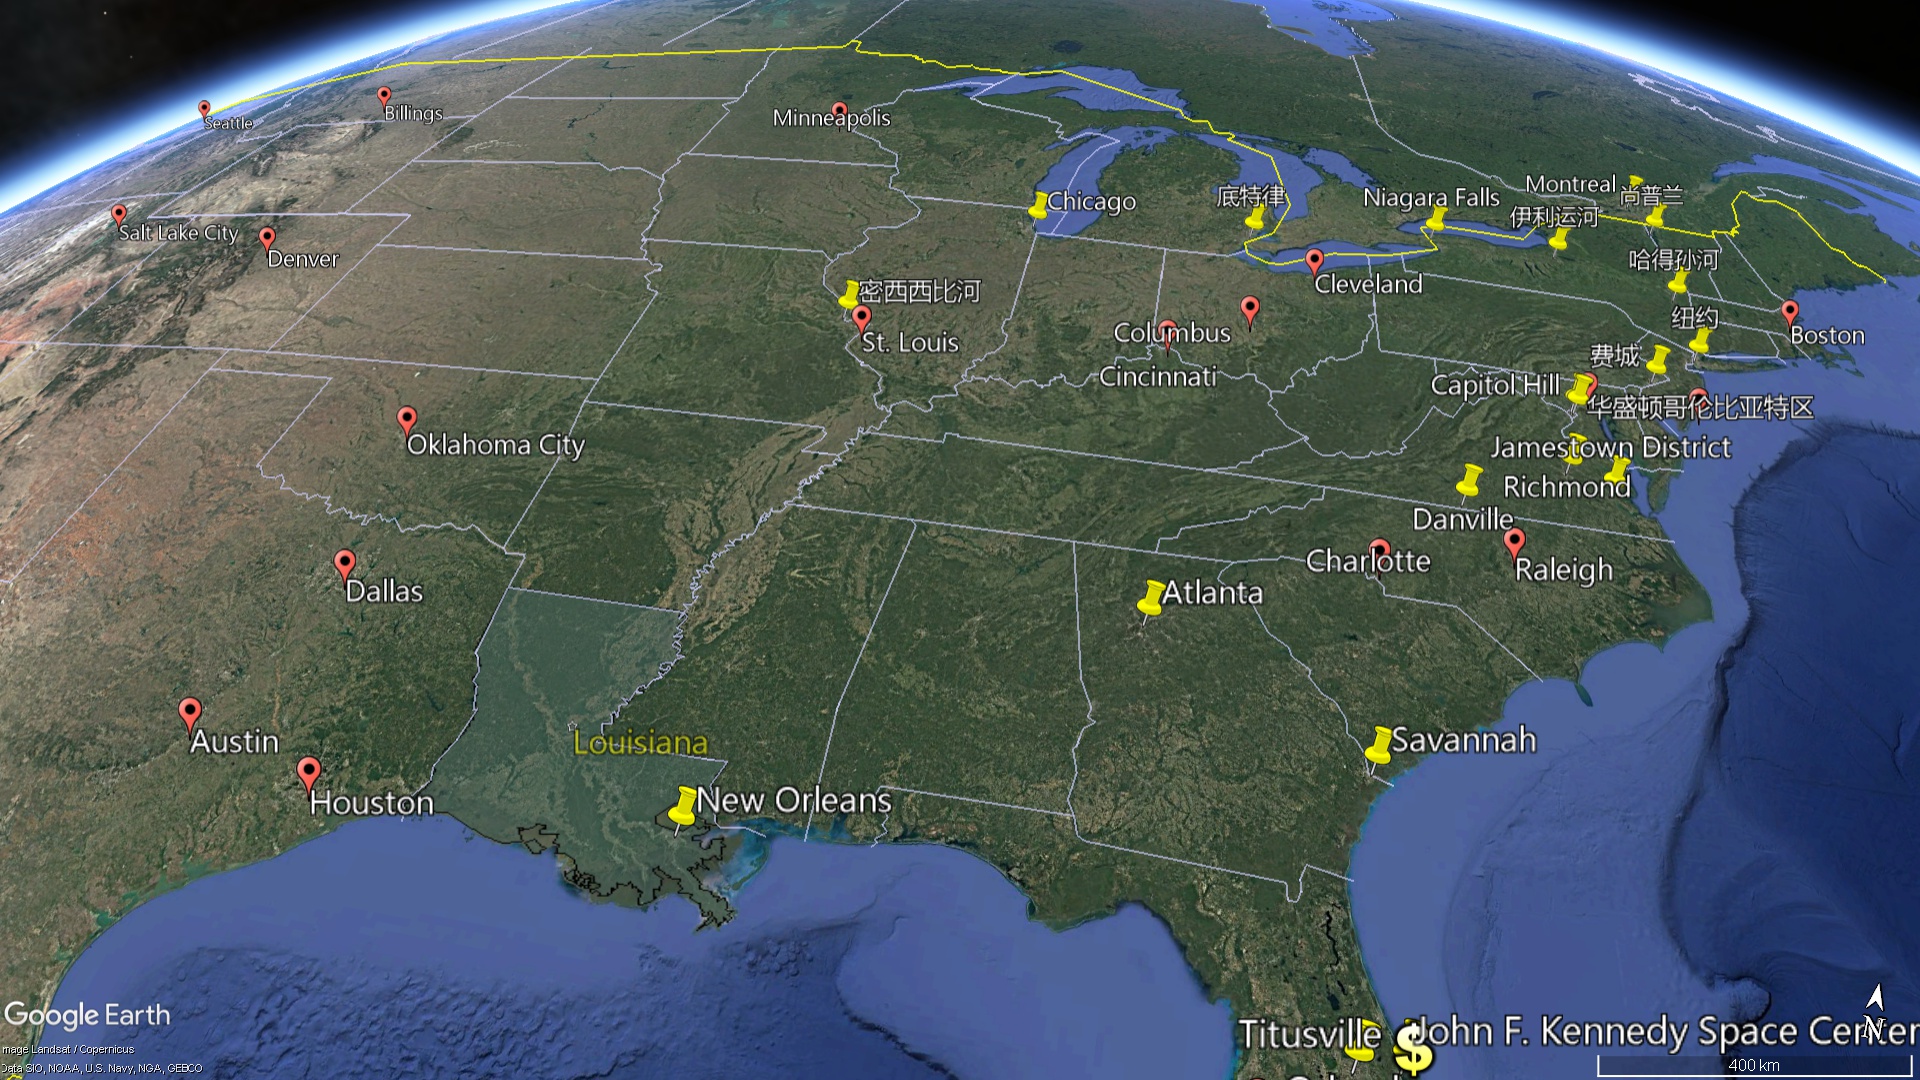 Seattle
Billings
Minneapolis
Salt Lake City
Denver
Chicago
底特律
Niagara Falls
Montreal
尚普兰
伊利运河
哈得孙河
Cleveland
密西西比河
St. Louis
Columbus
Cincinnati
纽约
Boston
费城
Capitol Hill
华盛顿哥伦比亚特区
Oklahoma City
Jamestown District
Richmond
Danville
Charlotte
Raleigh
Dallas
Atlanta
Austin
Louisiana
Savannah
Houston
New Orleans
Google Earth
Titusville
$
John F. Kennedy Space Center
N
mage Landsat / Copernicus
Data SIO, NOAA, U.S. Navy, NGA, GEBCO
400 km